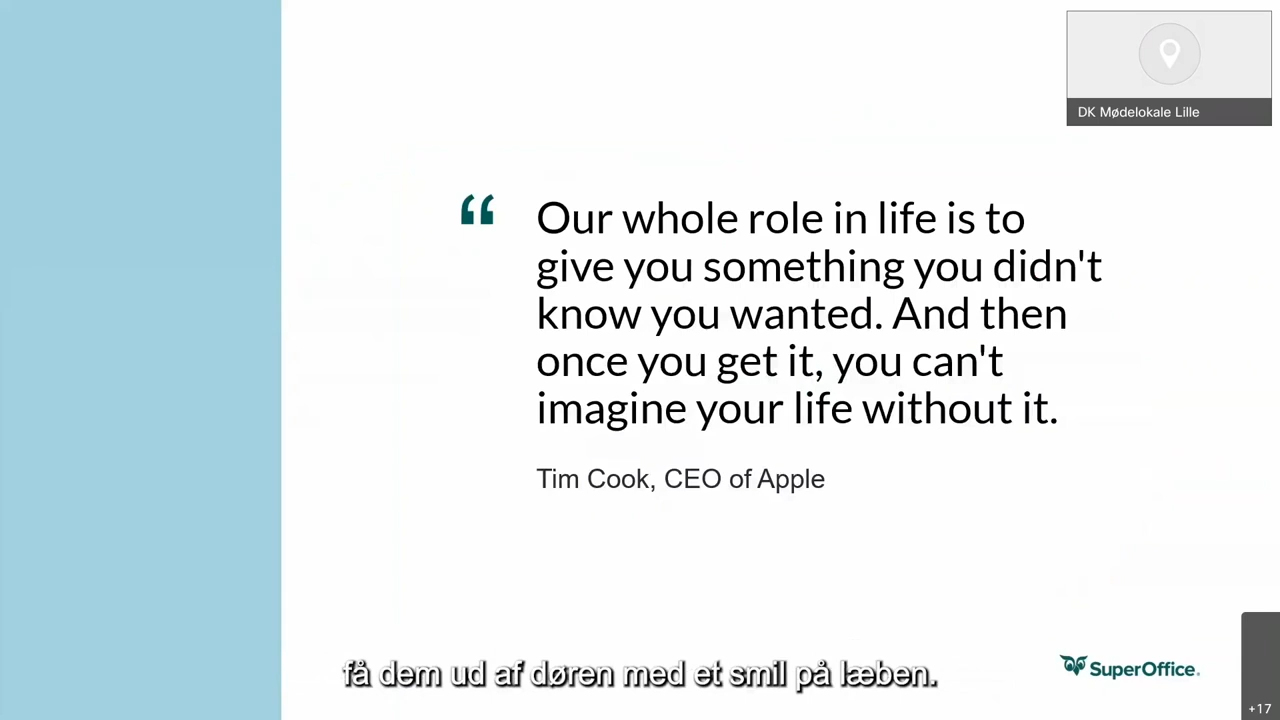 DK Mødelokale Lille
“
Our whole role in life is to
give you something you didn't
know you wanted. And then
once you get it, you can't
imagine your life without it.
Tim Cook, CEO of Apple
få dem ud af døren med et smil på læben.
SuperOffice.
+17